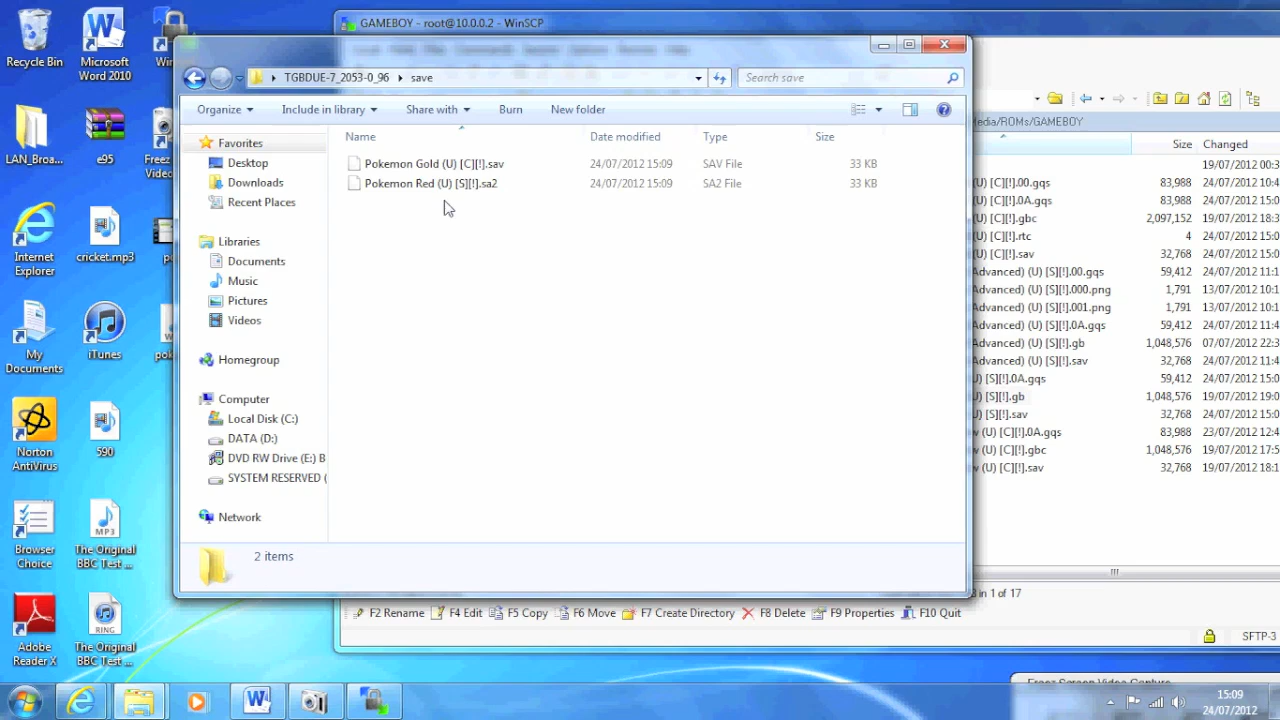 GAMEBOY - root@10.0.0.2 - WinSCP
Recycle Bin
Microsoft Word 2010
TGBDUE-7_2053-0_96 save
Search save
Organize Include in library Share with Burn New folder
Name Date modified Type Size
Pokemon Gold (U) [C][!].sav 24/07/2012 15:09 SAV File 33 KB
Pokemon Red (U) [S][!].sa2 24/07/2012 15:09 SA2 File 33 KB
Favorites
Desktop
Downloads
Recent Places
Libraries
Documents
Music
Pictures
Videos
Homegroup
Computer
Local Disk (C:)
DATA (D:)
DVD RW Drive (E:) B
SYSTEM RESERVED (
Network
2 items
LAN_Broa...
e95
Freez
Video
Internet Explorer
cricket.mp3
My Documents
iTunes
Norton AntiVirus
590
Browser Choice
The Original BBC Test ...
Adobe Reader X
The Original BBC Test ...
edia/ROMs/GAMEBOY
Size Changed
19/07/2012 00:3
(U) [C][!].00.gqs 83,988 24/07/2012 10:4
(U) [C][!].0A.gqs 83,988 24/07/2012 15:0
(U) [C][!].gbc 2,097,152 19/07/2012 18:3
(U) [C][!].rtc 4 24/07/2012 15:0
(U) [C][!].sav 32,768 24/07/2012 15:0
Advanced) (U) [S][!].00.gqs 59,412 24/07/2012 11:4
Advanced) (U) [S][!].000.png 1,791 13/07/2012 10:1
Advanced) (U) [S][!].001.png 1,791 13/07/2012 10:1
Advanced) (U) [S][!].0A.gqs 59,412 24/07/2012 11:4
Advanced) (U) [S][!].gb 1,048,576 07/07/2012 22:3
Advanced) (U) [S][!].sav 32,768 24/07/2012 11:4
U) [S][!].0A.gqs 59,412 24/07/2012 15:0
U) [S][!].gb 1,048,576 19/07/2012 19:0
U) [S][!].sav 32,768 24/07/2012 15:0
w (U) [C][!].0A.gqs 83,988 23/07/2012 12:4
w (U) [C][!].gbc 1,048,576 19/07/2012 17:5
w (U) [C][!].sav 32,768 19/07/2012 18:1
in 1 of 17
F2 Rename F4 Edit F5 Copy F6 Move F7 Create Directory F8 Delete F9 Properties F10 Quit
SFTP-3
Freez Screen Video Capture
15:09
24/07/2012